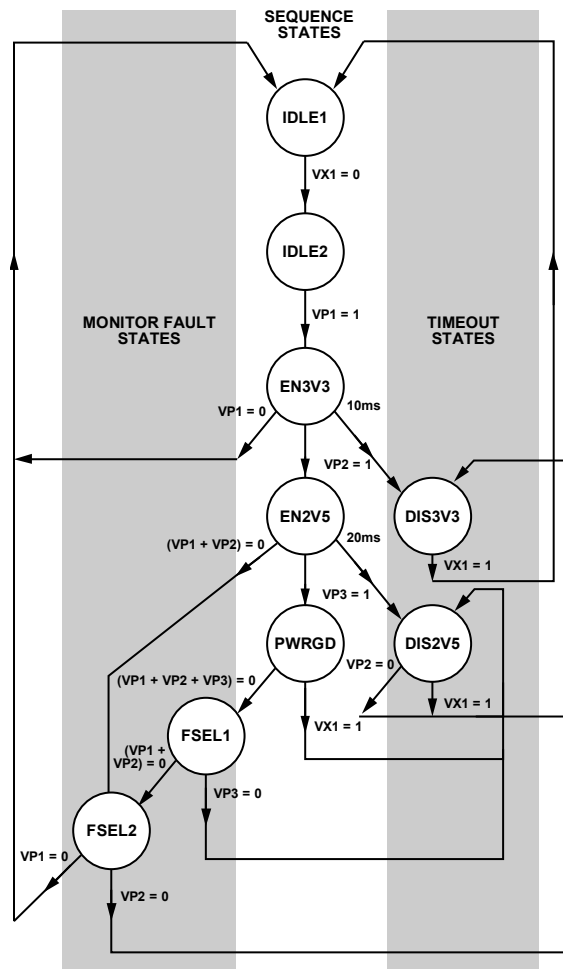 SEQUENCE
STATES
IDLE1
VX1 = 0
IDLE2
VP1 = 1
MONITOR FAULT
STATES
TIMEOUT
STATES
EN3V3
VP1 = 0
10ms
VP2 = 1
EN2V5
DIS3V3
(VP1 + VP2) = 0
20ms
VX1 = 1
VP3 = 1
PWRGD
DIS2V5
VP2 = 0
(VP1 + VP2 + VP3) = 0
VX1 = 1
VX1 = 1
FSEL1
(VP1 +
VP2) = 0
VP3 = 0
FSEL2
VP1 = 0
VP2 = 0